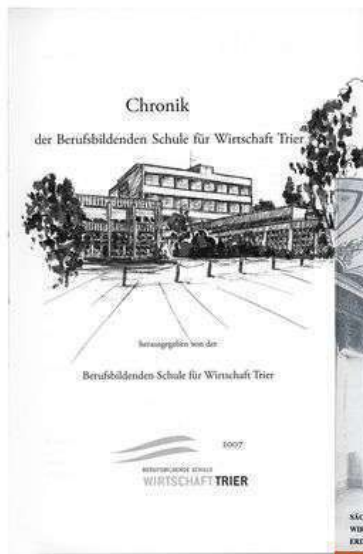 Chronik
der Berufsbildenden Schule für Wirtschaft Trier
herausgegeben von der
Berufsbildenden Schule für Wirtschaft Trier
1007
BERUFSBILDENDE SCHULE
WIRTSCHAFT TRIER